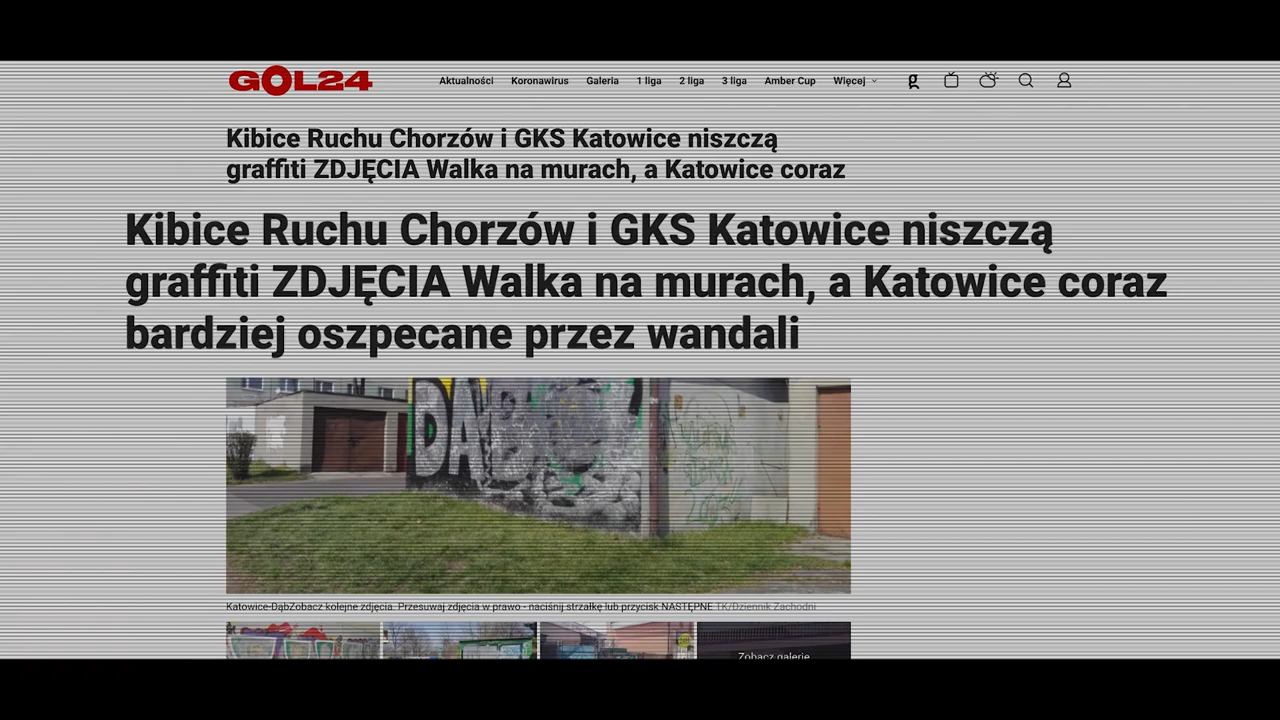 GOL24
Aktualności Koronawirus Galeria 1 liga 2 liga 3 liga Amber Cup Więcej
Kibice Ruchu Chorzów i GKS Katowice niszczą
graffiti ZDJĘCIA Walka na murach, a Katowice coraz
Kibice Ruchu Chorzów i GKS Katowice niszczą
graffiti ZDJĘCIA Walka na murach, a Katowice coraz
bardziej oszpecane przez wandali
Katowice-DąbZobacz kolejne zdjęcia. Przesuwaj zdjęcia w prawo - naciśnij strzałkę lub przycisk NASTĘPNE TK/Dziennik Zachodni
Zobacz galerię